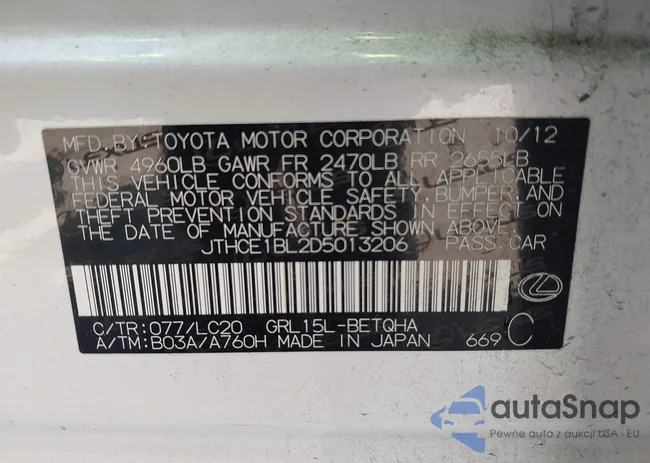 MFD. BY: TOYOTA MOTOR CORPORATION 10/12
GVWR 4960LB GAWR FR 2470LB RR 2655LB
THIS VEHICLE CONFORMS TO ALL APPLICABLE
FEDERAL MOTOR VEHICLE SAFETY, BUMPER, AND
THEFT PREVENTION STANDARDS IN EFFECT ON
THE DATE OF MANUFACTURE SHOWN ABOVE.
JTHCE1BL2D5013206 PASS. CAR
C/TR: 077/LC20 GRL15L-BETQHA
A/TM: B03A/A760H MADE IN JAPAN 669 C
autoSnap
Pewne auto z aukcji USA i EU